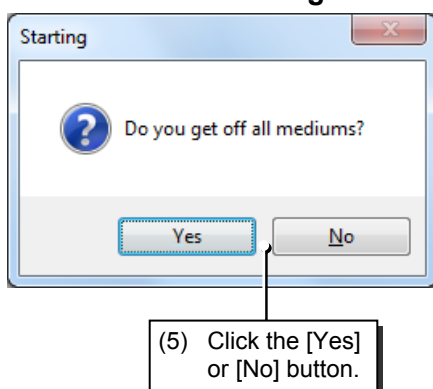 Starting
Do you get off all mediums?
Yes
No
(5) Click the [Yes]
or [No] button.